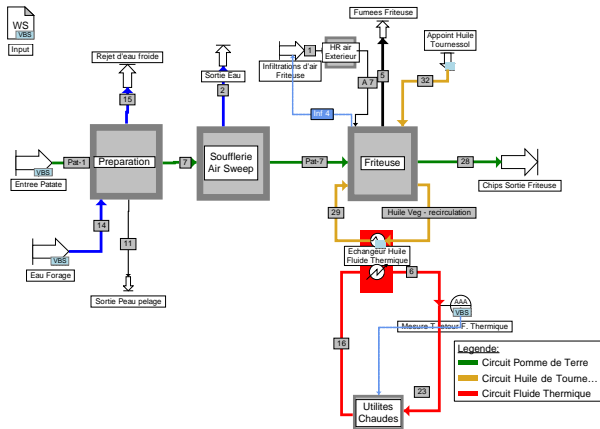 WS
VBS
Input
Rejet d'eau froide
15
Sortie Eau
2
Infiltrations d'air
Friteuse
1
HR air
Exterieur
A 7
Inf 4
Fumees Friteuse
5
Appoint Huile
Tournessol
32
Pat-1
VBS
Entree Patate
Preparation
7
Soufflerie
Air Sweep
Pat-7
Friteuse
28
Chips Sortie Friteuse
14
Eau Forage
11
Sortie Peau pelage
29
Huile Veg - recirculation
Echangeur Huile
Fluide Thermique
6
AAA
VBS
Mesure T retour F. Thermique
16
23
Utilites
Chaudes
Legende:
Circuit Pomme de Terre
Circuit Huile de Tourne...
Circuit Fluide Thermique